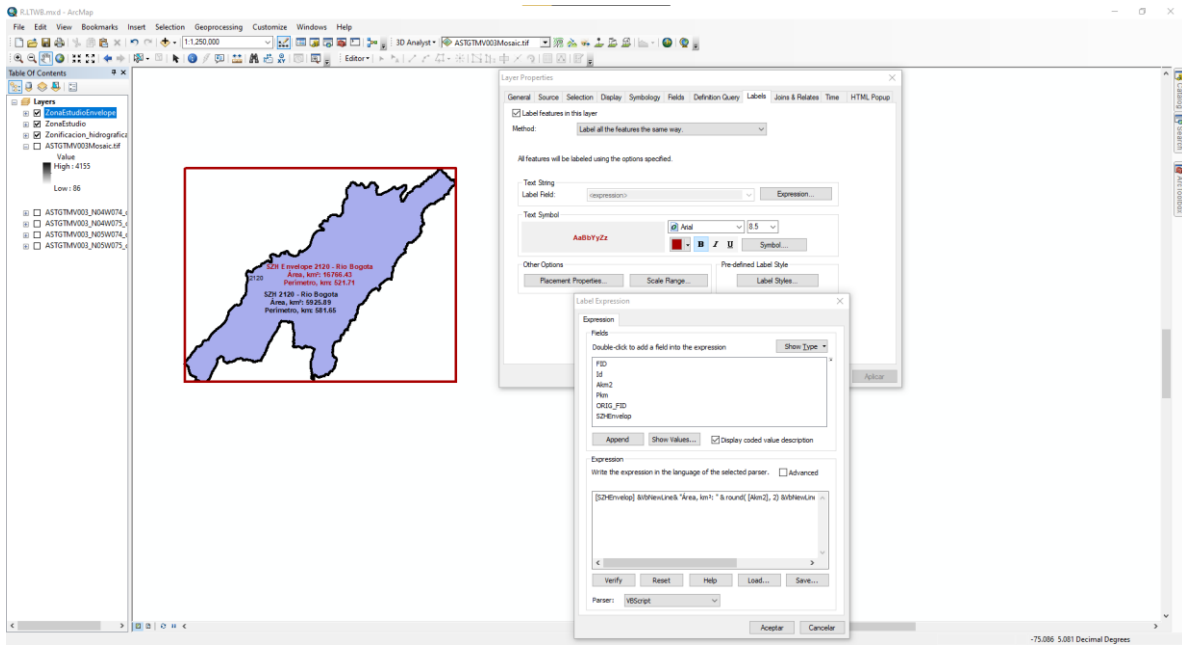 R.LTWB.mxd - ArcMap
File Edit View Bookmarks Insert Selection Geoprocessing Customize Windows Help
1:1.250.000
3D Analyst
ASTGTMV003Mosaic.tif
Editor
Table Of Contents
Layers
ZonaEstudioEnvelope
ZonaEstudio
Zonificacion_hidrografica
ASTGTMV003Mosaic.tif
Value
High : 4155
Low : 86
ASTGTMV003_N04W074_d
ASTGTMV003_N04W075_d
ASTGTMV003_N05W074_d
ASTGTMV003_N05W075_d
SZH Envelope 2120 - Rio Bogota
Área, km²: 16766.43
Perimetro, km: 521.71
2120
SZH 2120 - Rio Bogota
Área, km²: 5925.89
Perimetro, km: 581.65
Layer Properties
General Source Selection Display Symbology Fields Definition Query Labels Joins & Relates Time HTML Popup
Label features in this layer
Method: Label all the features the same way.
All features will be labeled using the options specified.
Text String
Label Field: <expression> Expression...
Text Symbol
AaBbYyZz
Arial 8.5
B I U Symbol...
Other Options
Pre-defined Label Style
Placement Properties... Scale Range... Label Styles...
Aplicar
Label Expression
Expression
Fields
Double-click to add a field into the expression Show Type
FID
Id
Akm2
Pkm
ORIG_FID
SZHEnvelop
Append Show Values... Display coded value description
Expression
Write the expression in the language of the selected parser. Advanced
[SZHEnvelop] &VbNewLine& "Área, km²: " & round( [Akm2], 2) &VbNewLine
Verify Reset Help Load... Save...
Parser: VBScript
Aceptar Cancelar
Catalog
Search
ArcToolbox
-75.086 5.081 Decimal Degrees